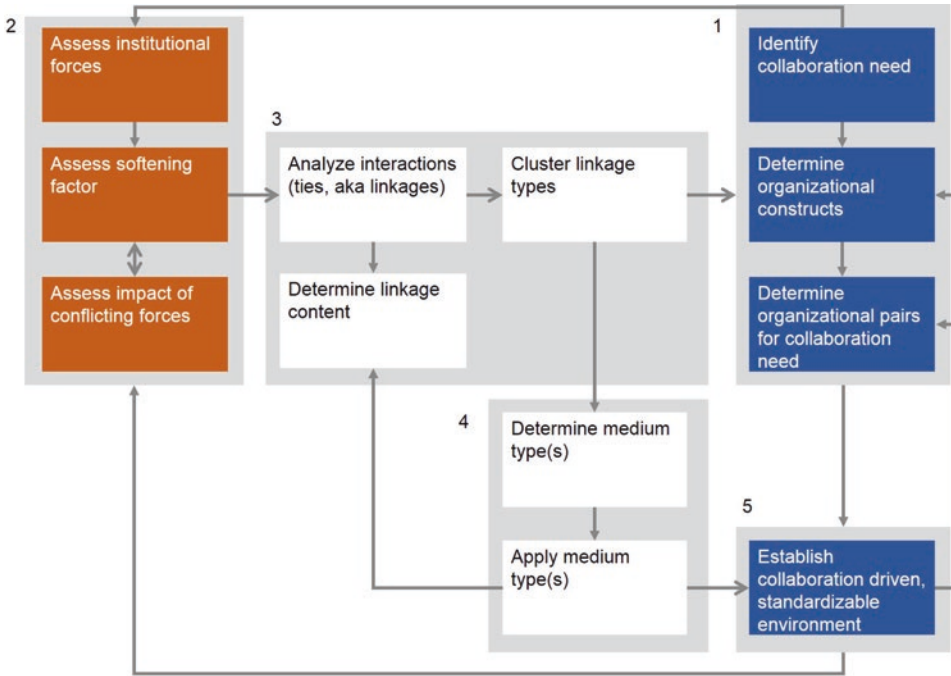 2
Assess institutional
forces
Assess softening
factor
Assess impact of
conflicting forces
3
Analyze interactions
(ties, aka linkages)
Cluster linkage
types
Determine linkage
content
1
Identify
collaboration need
Determine
organizational
constructs
Determine
organizational pairs
for collaboration
need
4
Determine medium
type(s)
Apply medium
type(s)
5
Establish
collaboration driven,
standardizable
environment